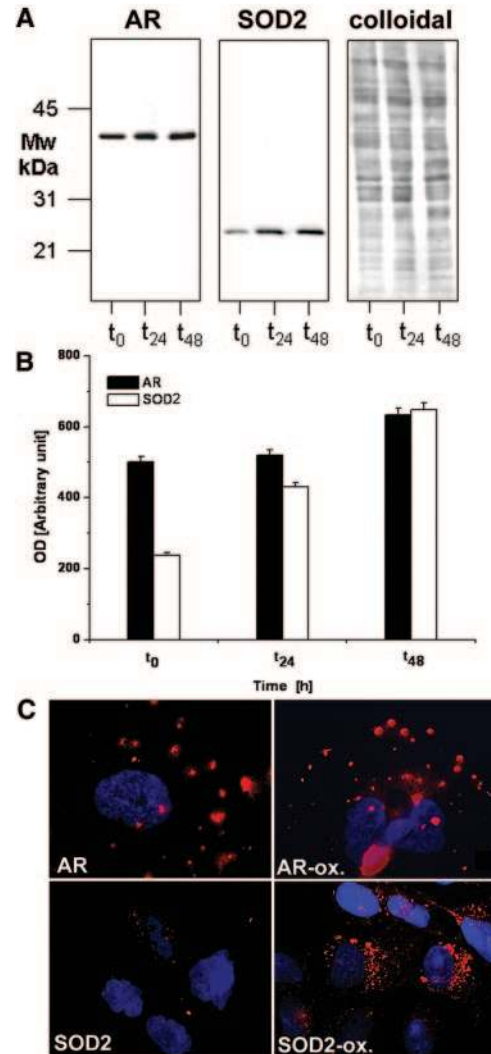 A
AR SOD2 colloidal
45
Mw
kDa
31
21
t0 t24 t48 t0 t24 t48 t0 t24 t48
B
800
AR
SOD2
600
OD [Arbitrary unit]
400
200
0
t0 t24 t48
Time [h]
C
AR AR-ox.
SOD2 SOD2-ox.